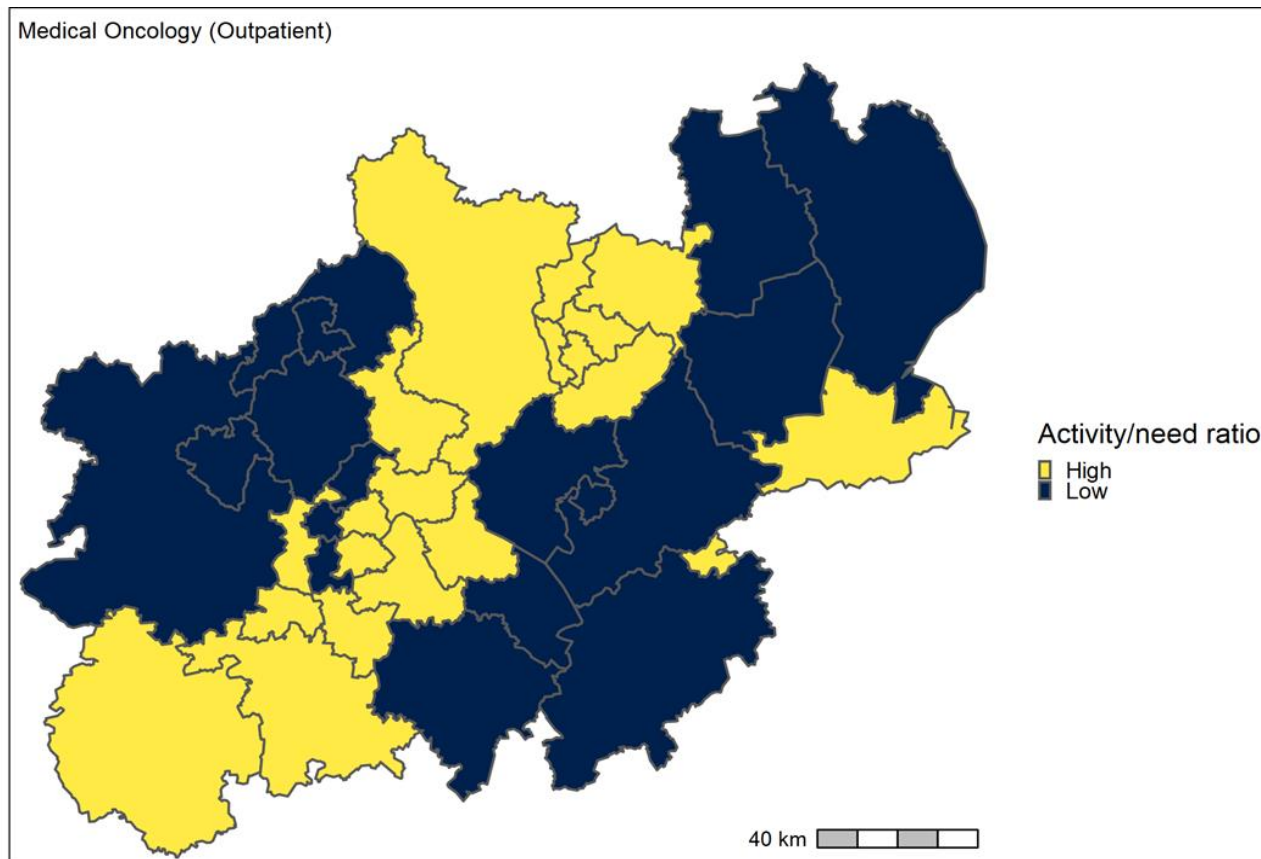 Medical Oncology (Outpatient)
Activity/need ratio
High
Low
40 km